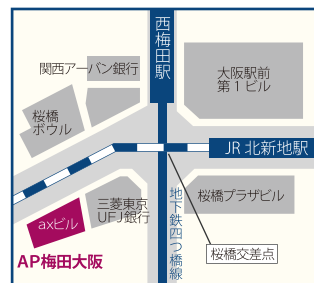 西梅田駅
関西アーバン銀行
大阪駅前
第1ビル
桜橋
ボウル
JR 北新地駅
三菱東京
UFJ銀行
桜橋プラザビル
axビル
地下鉄四つ橋線
桜橋交差点
AP梅田大阪